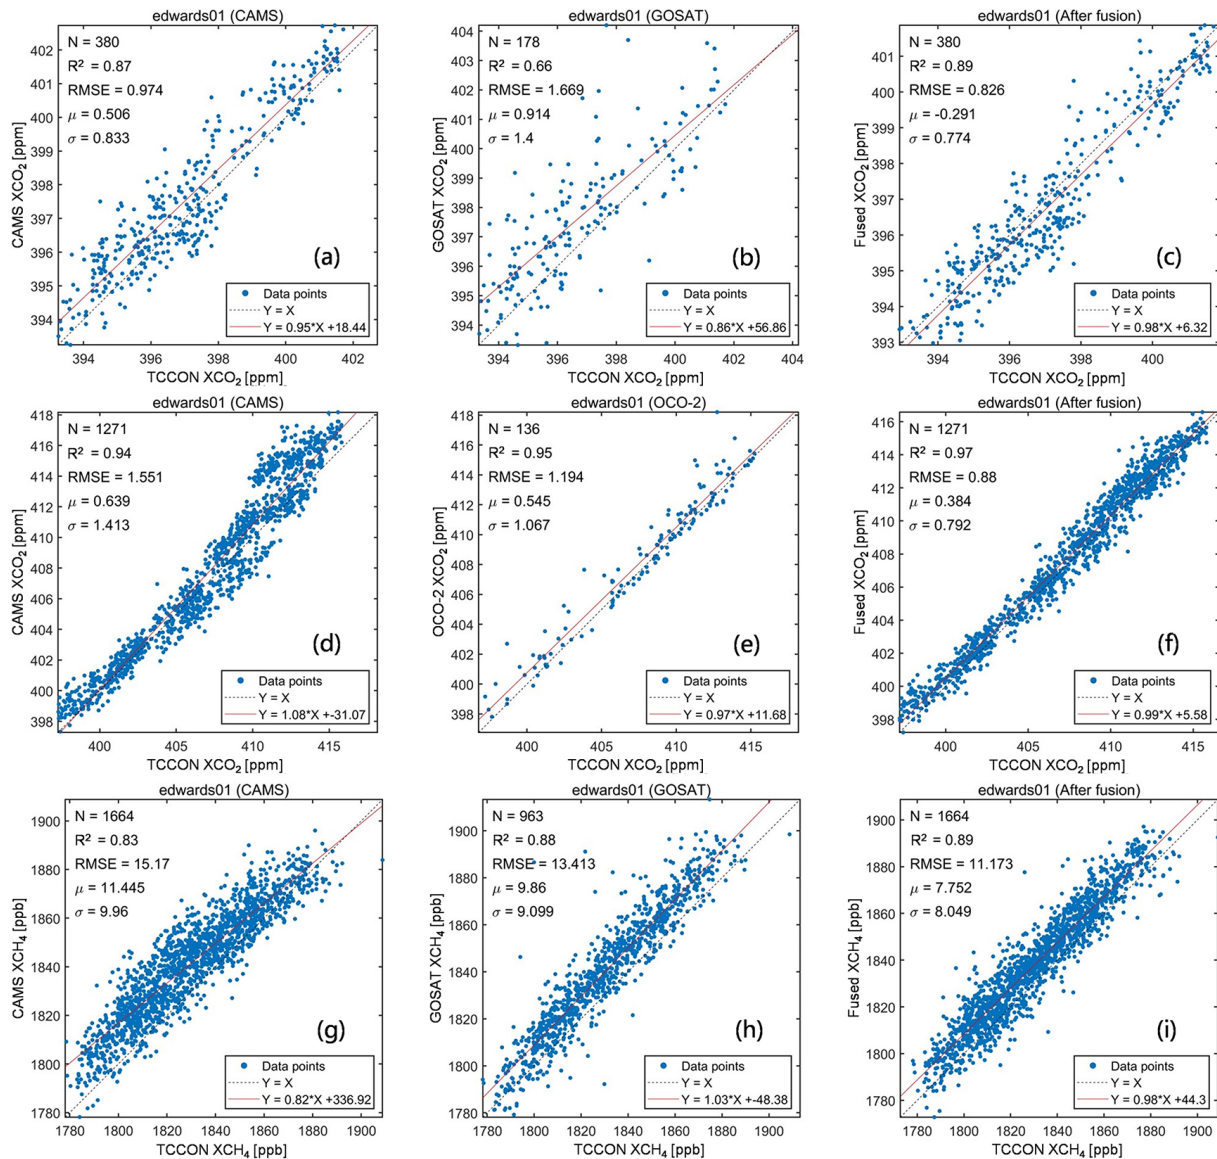 edwards01 (CAMS)
N = 380
R² = 0.87
RMSE = 0.974
μ = 0.506
σ = 0.833
(a)
Data points
Y = X
Y = 0.95*X +18.44
402
401
400
399
398
397
396
395
394
394
396
398
400
402
CAMS XCO₂ [ppm]
TCCON XCO₂ [ppm]
edwards01 (GOSAT)
N = 178
R² = 0.66
RMSE = 1.669
μ = 0.914
σ = 1.4
(b)
Data points
Y = X
Y = 0.86*X +56.86
404
403
402
401
400
399
398
397
396
395
394
394
396
398
400
402
404
GOSAT XCO₂ [ppm]
TCCON XCO₂ [ppm]
edwards01 (After fusion)
N = 380
R² = 0.89
RMSE = 0.826
μ = -0.291
σ = 0.774
(c)
Data points
Y = X
Y = 0.98*X +6.32
401
400
399
398
397
396
395
394
393
394
396
398
400
Fused XCO₂ [ppm]
TCCON XCO₂ [ppm]
edwards01 (CAMS)
N = 1271
R² = 0.94
RMSE = 1.551
μ = 0.639
σ = 1.413
(d)
Data points
Y = X
Y = 1.08*X +-31.07
418
416
414
412
410
408
406
404
402
400
398
400
405
410
415
CAMS XCO₂ [ppm]
TCCON XCO₂ [ppm]
edwards01 (OCO-2)
N = 136
R² = 0.95
RMSE = 1.194
μ = 0.545
σ = 1.067
(e)
Data points
Y = X
Y = 0.97*X +11.68
418
416
414
412
410
408
406
404
402
400
398
400
405
410
415
OCO-2 XCO₂ [ppm]
TCCON XCO₂ [ppm]
edwards01 (After fusion)
N = 1271
R² = 0.97
RMSE = 0.88
μ = 0.384
σ = 0.792
(f)
Data points
Y = X
Y = 0.99*X +5.58
416
414
412
410
408
406
404
402
400
398
400
405
410
415
Fused XCO₂ [ppm]
TCCON XCO₂ [ppm]
edwards01 (CAMS)
N = 1664
R² = 0.83
RMSE = 15.17
μ = 11.445
σ = 9.96
(g)
Data points
Y = X
Y = 0.82*X +336.92
1900
1880
1860
1840
1820
1800
1780
1780
1800
1820
1840
1860
1880
1900
CAMS XCH₄ [ppb]
TCCON XCH₄ [ppb]
edwards01 (GOSAT)
N = 963
R² = 0.88
RMSE = 13.413
μ = 9.86
σ = 9.099
(h)
Data points
Y = X
Y = 1.03*X +-48.38
1900
1880
1860
1840
1820
1800
1780
1780
1800
1820
1840
1860
1880
1900
GOSAT XCH₄ [ppb]
TCCON XCH₄ [ppb]
edwards01 (After fusion)
N = 1664
R² = 0.89
RMSE = 11.173
μ = 7.752
σ = 8.049
(i)
Data points
Y = X
Y = 0.98*X +44.3
1900
1880
1860
1840
1820
1800
1780
1780
1800
1820
1840
1860
1880
1900
Fused XCH₄ [ppb]
TCCON XCH₄ [ppb]